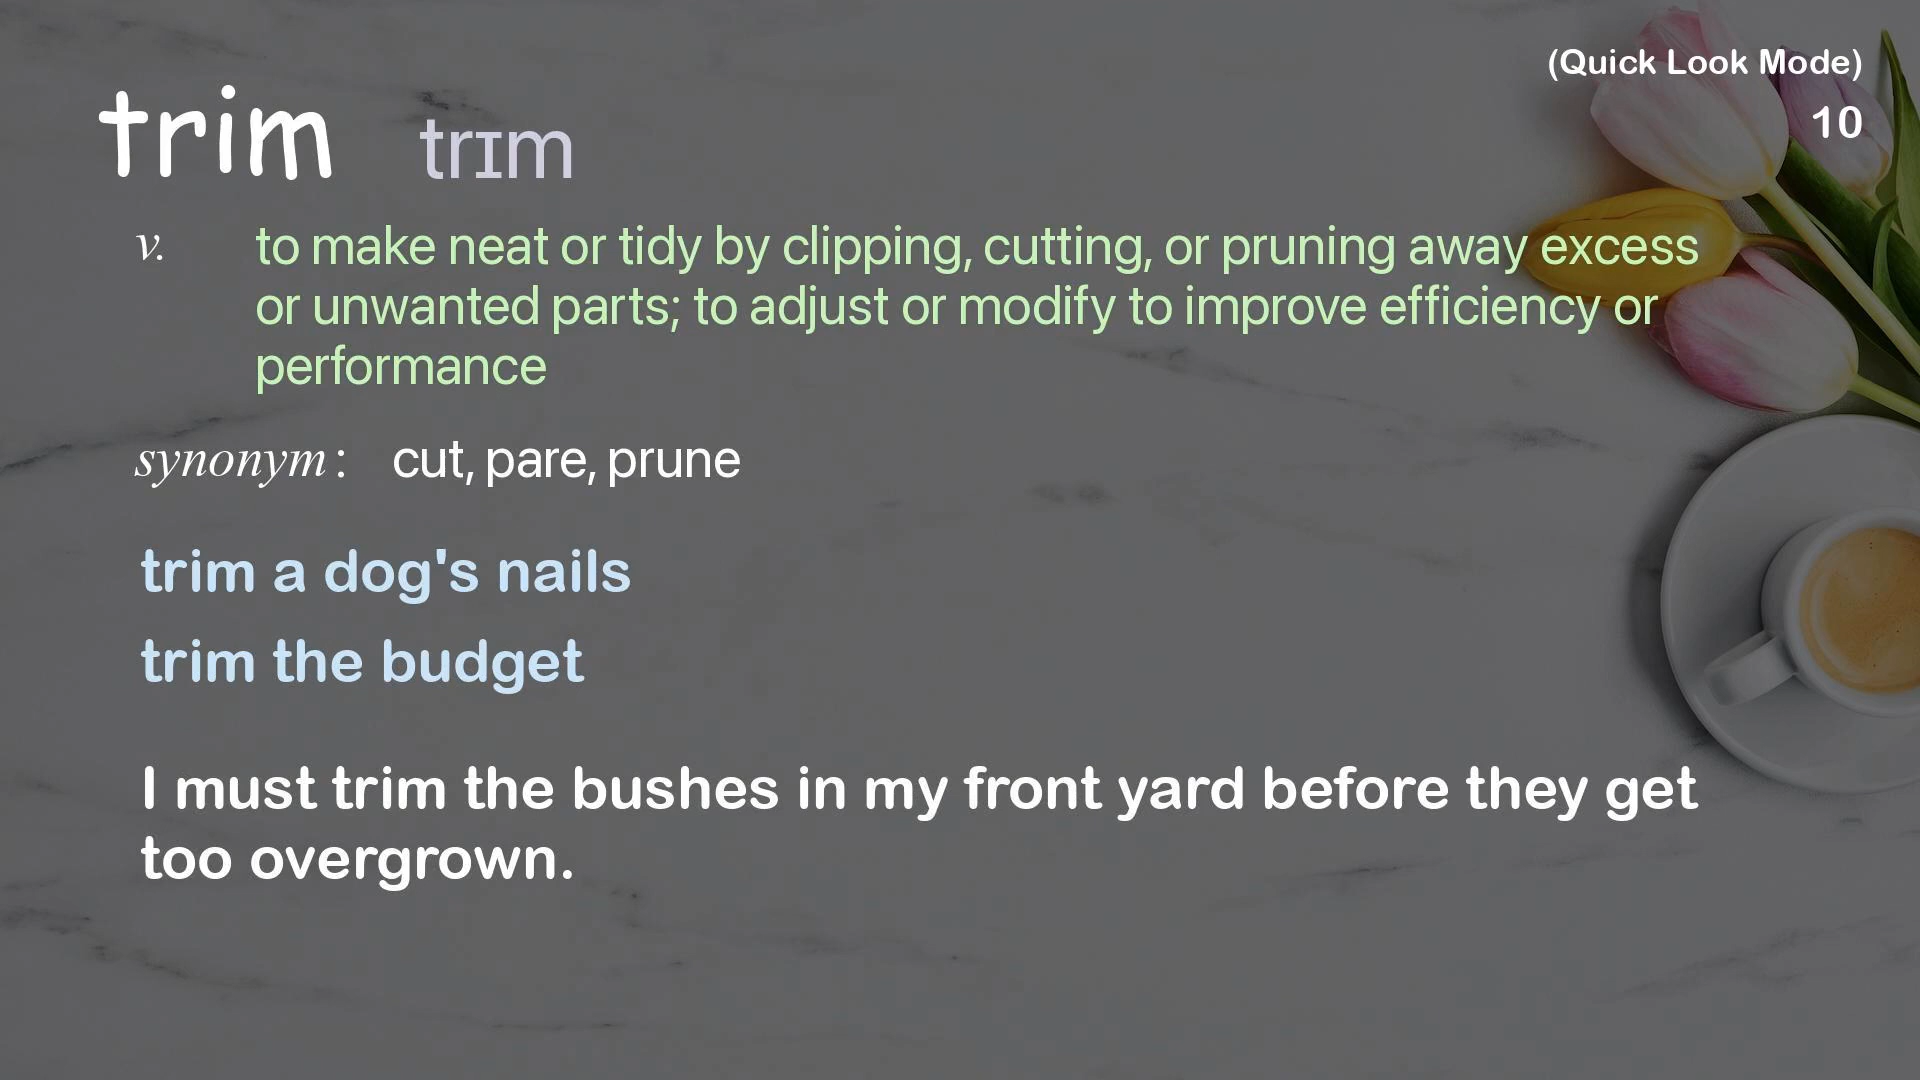 (Quick Look Mode)
10
trim trɪm
v. to make neat or tidy by clipping, cutting, or pruning away excess
or unwanted parts; to adjust or modify to improve efficiency or
performance
synonym: cut, pare, prune
trim a dog's nails
trim the budget
I must trim the bushes in my front yard before they get
too overgrown.